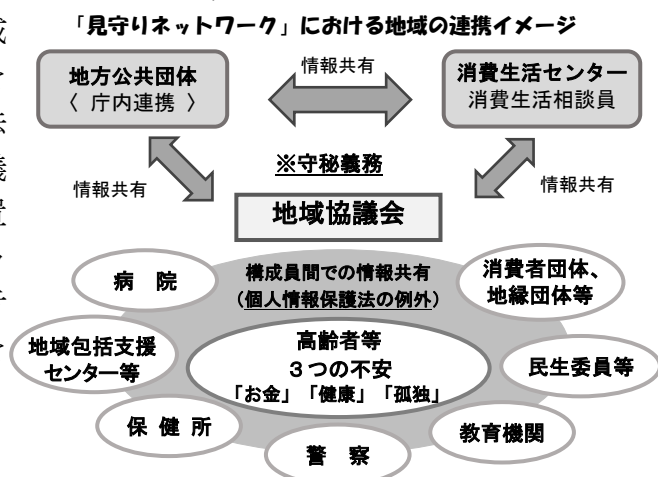 「見守りネットワーク」における地域の連携イメージ
地方公共団体
〈 庁内連携 〉
情報共有
消費生活センター
消費生活相談員
情報共有
※守秘義務
情報共有
地域協議会
病 院
構成員間での情報共有
(個人情報保護法の例外)
消費者団体、
地縁団体等
地域包括支援
センター等
高齢者等
3つの不安
「お金」「健康」「孤独」
民生委員等
保 健 所
警 察
教育機関